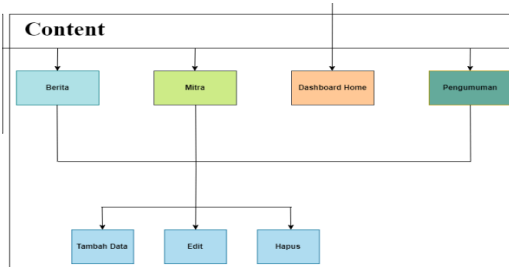 Content
Berita
Mitra
Dashboard Home
Pengumuman
Tambah Data
Edit
Hapus